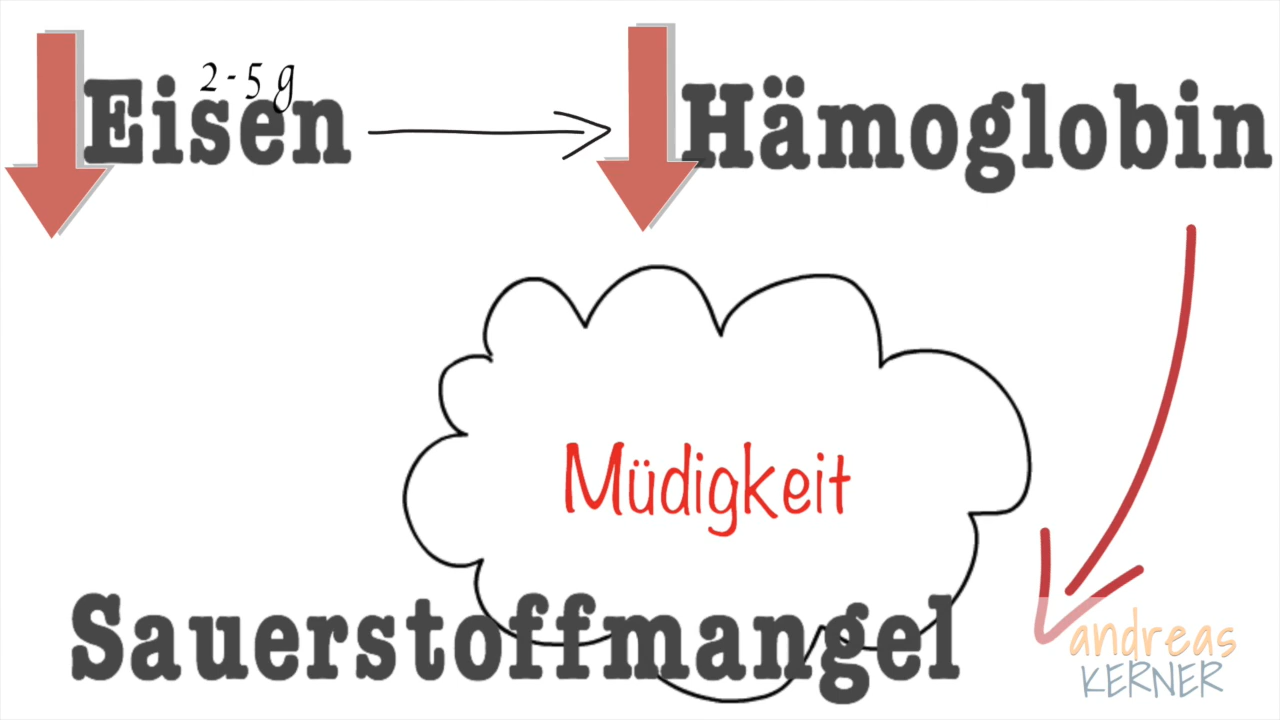 2-5 g
Eisen Hämoglobin
Müdigkeit
Sauerstoffmangel
andreas
KERNER